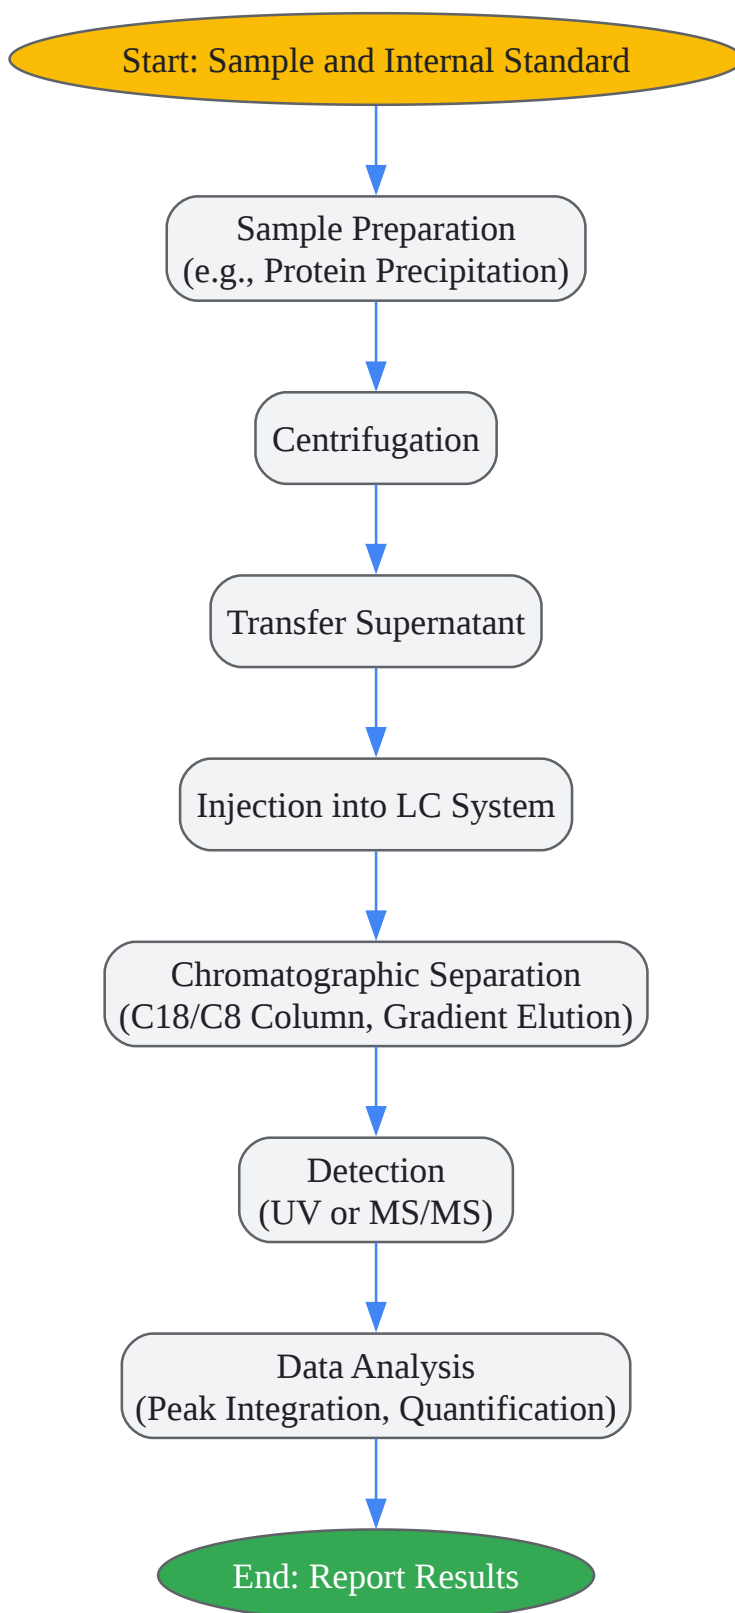 Start: Sample and Internal Standard
Sample Preparation
(e.g., Protein Precipitation)
Centrifugation
Transfer Supernatant
Injection into LC System
Chromatographic Separation
(C18/C8 Column, Gradient Elution)
Detection
(UV or MS/MS)
Data Analysis
(Peak Integration, Quantification)
End: Report Results